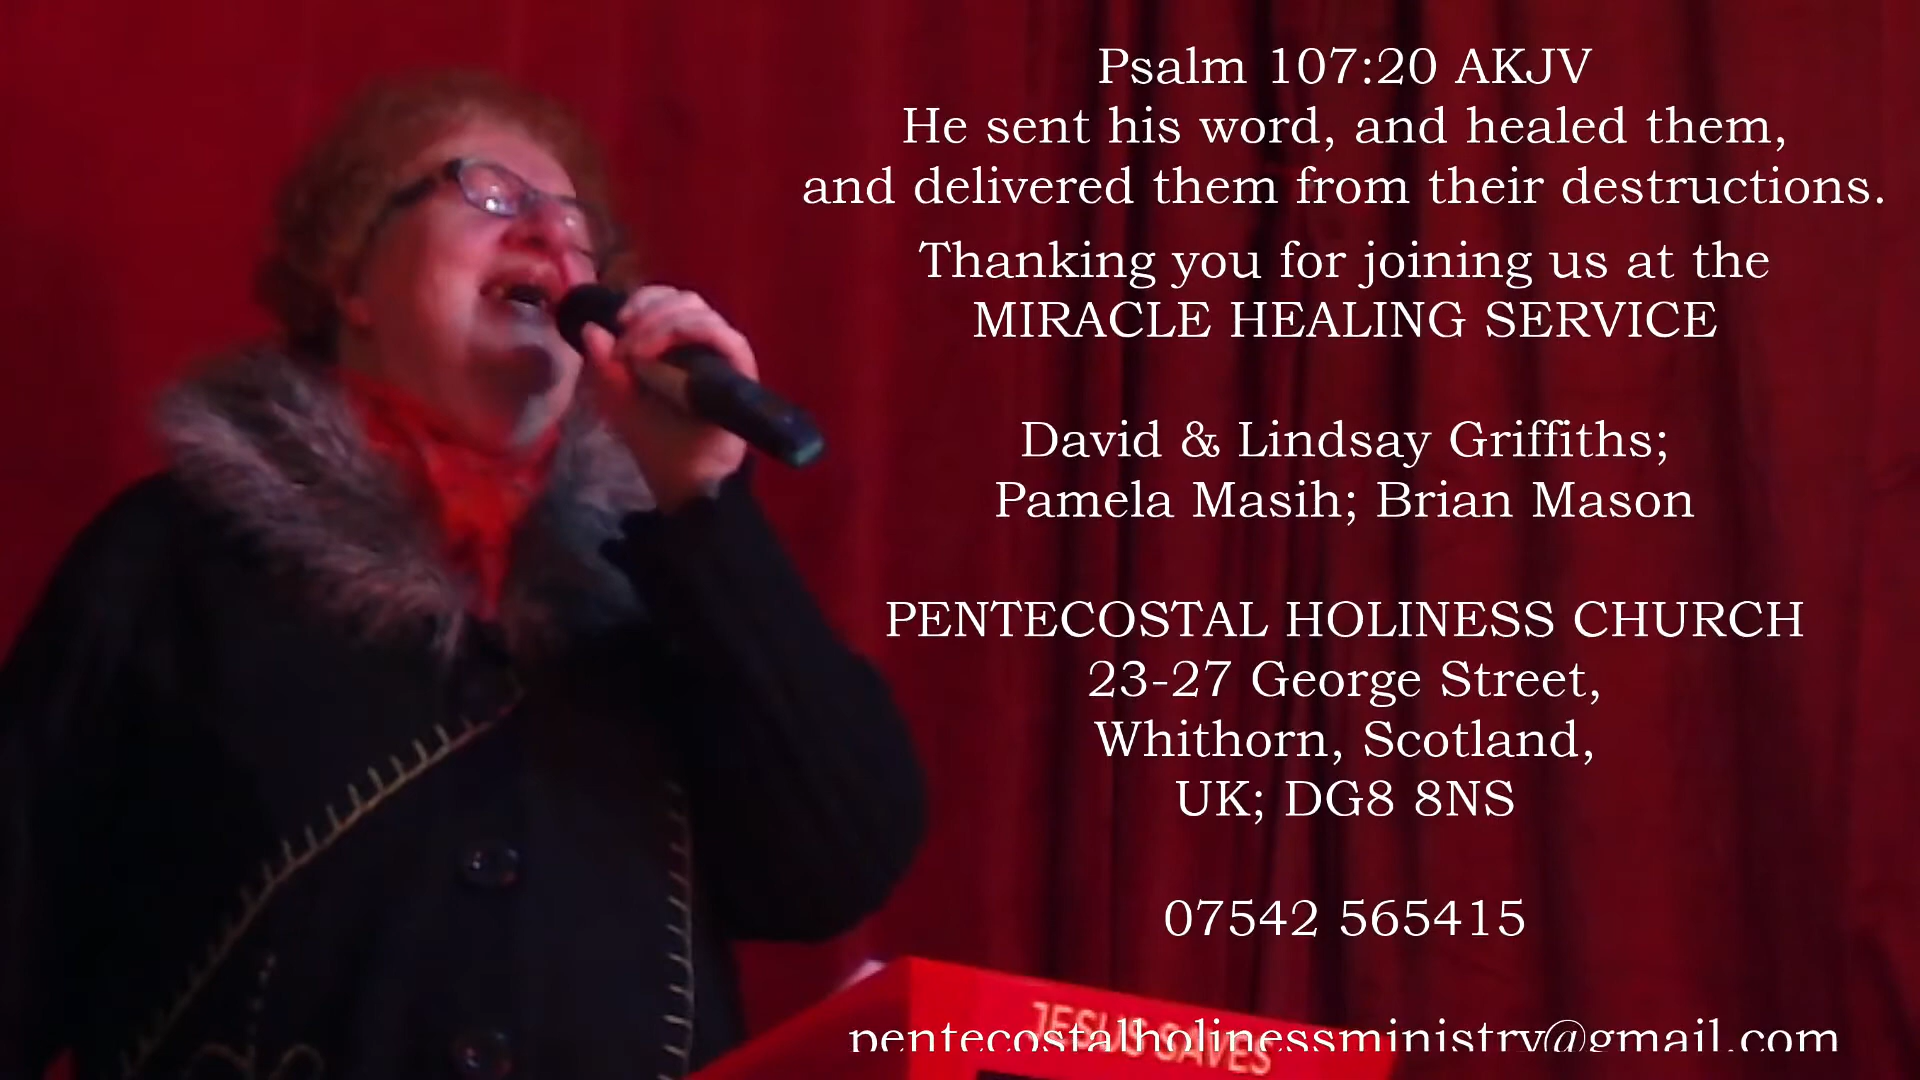 Psalm 107:20 AKJV
He sent his word, and healed them,
and delivered them from their destructions.
Thanking you for joining us at the
MIRACLE HEALING SERVICE
David & Lindsay Griffiths;
Pamela Masih; Brian Mason
PENTECOSTAL HOLINESS CHURCH
23-27 George Street,
Whithorn, Scotland,
UK; DG8 8NS
07542 565415
JESUS SAVES
pentecostalholinessministry@gmail.com